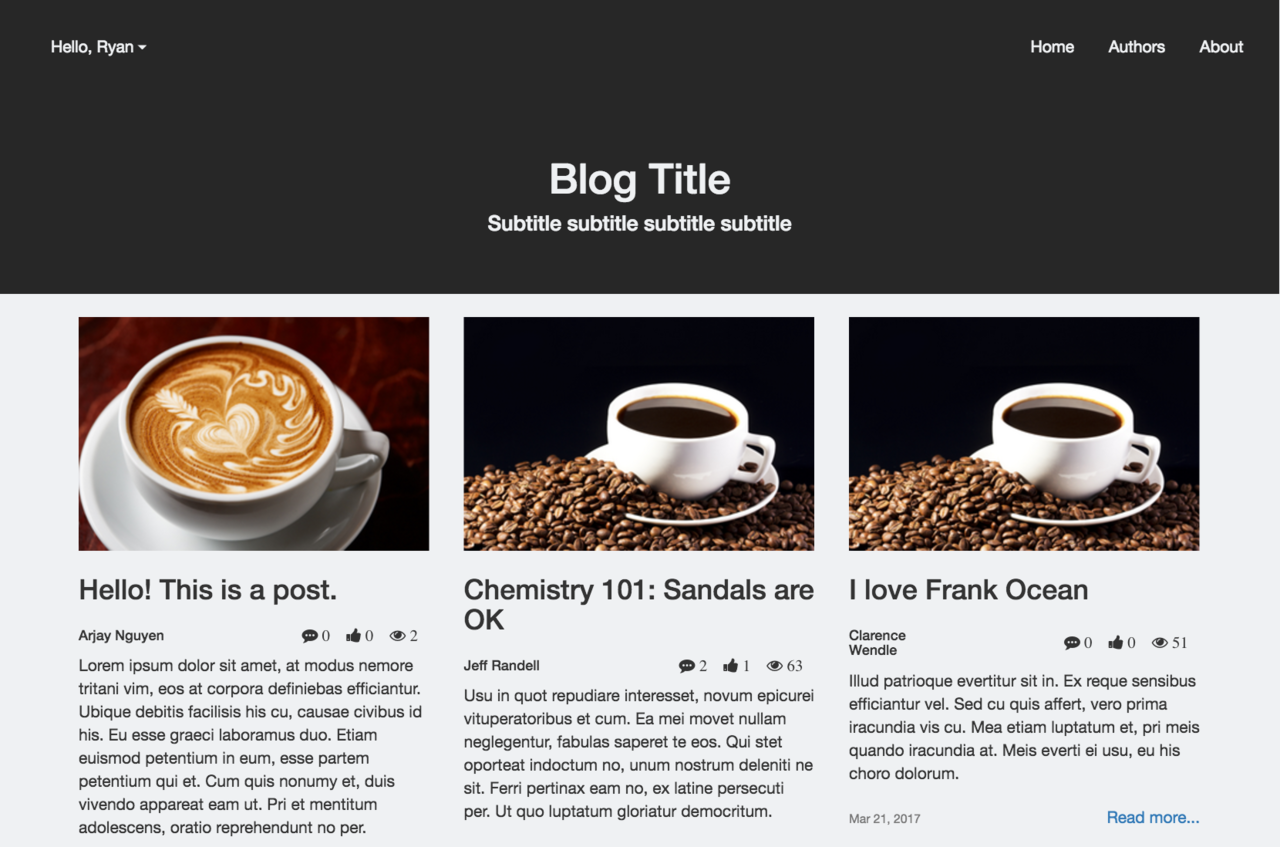 Hello, Ryan
Home Authors About
Blog Title
Subtitle subtitle subtitle subtitle
Hello! This is a post.
Arjay Nguyen 0 0 2
Lorem ipsum dolor sit amet, at modus nemore
tritani vim, eos at corpora definiebas efficiantur.
Ubique debitis facilisis his cu, causae civibus id
his. Eu esse graeci laboramus duo. Etiam
euismod petentium in eum, esse partem
petentium qui et. Cum quis nonumy et, duis
vivendo appareat eam ut. Pri et mentitum
adolescens, oratio reprehendunt no per.
Chemistry 101: Sandals are
OK
Jeff Randell 2 1 63
Usu in quot repudiare interesset, novum epicurei
vituperatoribus et cum. Ea mei movet nullam
neglegentur, fabulas saperet te eos. Qui stet
oporteat indoctum no, unum nostrum deleniti ne
sit. Ferri pertinax eam no, ex latine persecuti
per. Ut quo luptatum gloriatur democritum.
I love Frank Ocean
Clarence
Wendle 0 0 51
Illud patrioque evertitur sit in. Ex reque sensibus
efficiantur vel. Sed cu quis affert, vero prima
iracundia vis cu. Mea etiam luptatum et, pri meis
quando iracundia at. Meis everti ei usu, eu his
choro dolorum.
Mar 21, 2017 Read more...